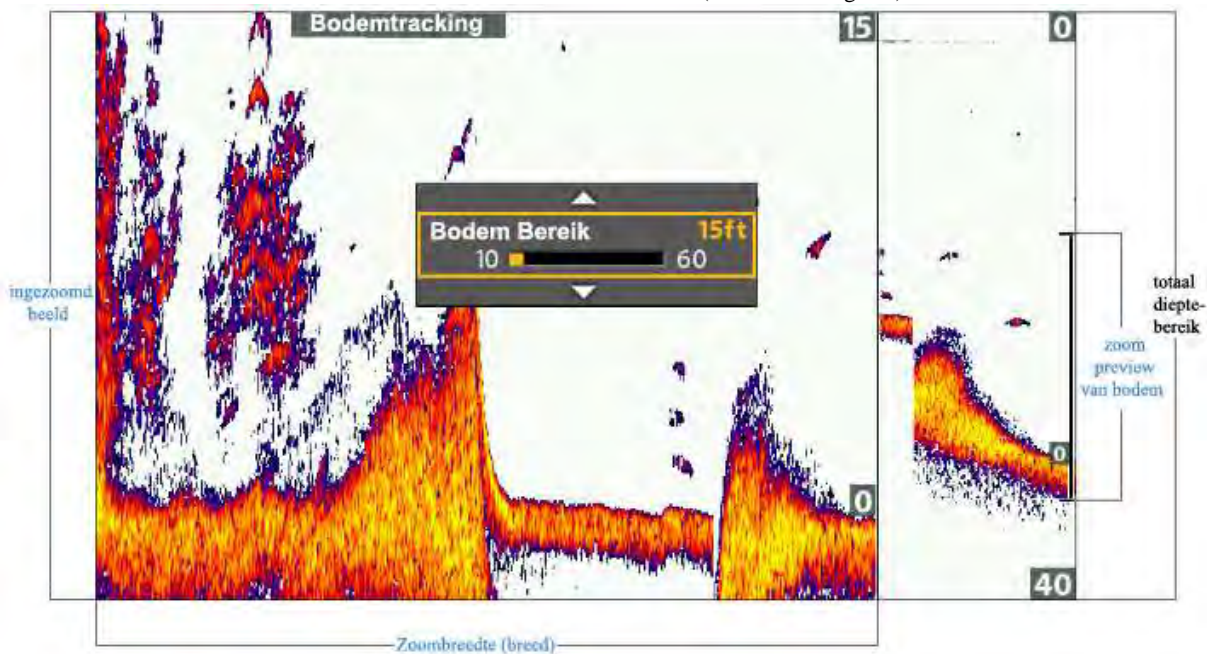 Bodemtracking
15
0
Bodem Bereik 15ft
10 60
ingezoomd
beeld
totaal
diepte-
bereik
zoom
preview
van bodem
0
0
40
Zoombreedte (breed)